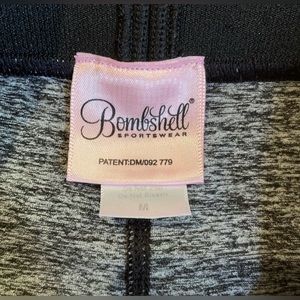 Bombshell®
SPORTSWEAR
PATENT:DM/092 779
M